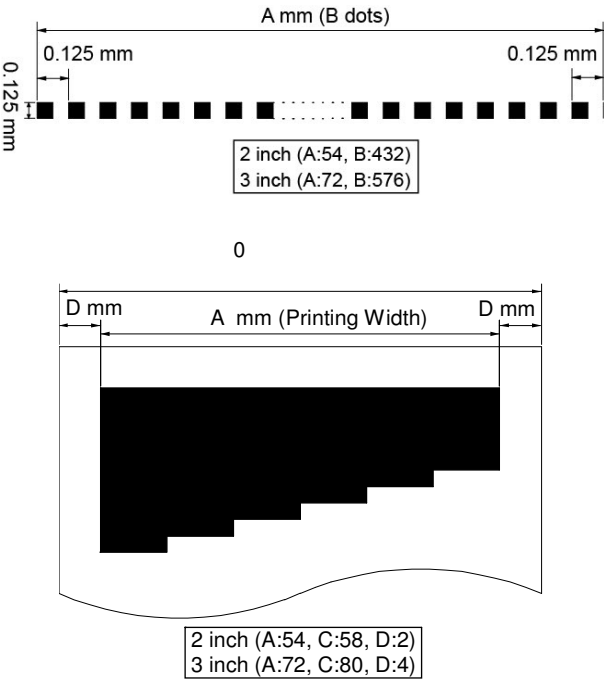 A mm (B dots)
0.125 mm
0.125 mm
0.125 mm
2 inch (A:54, B:432)
3 inch (A:72, B:576)
0
D mm
D mm
A mm (Printing Width)
2 inch (A:54, C:58, D:2)
3 inch (A:72, C:80, D:4)